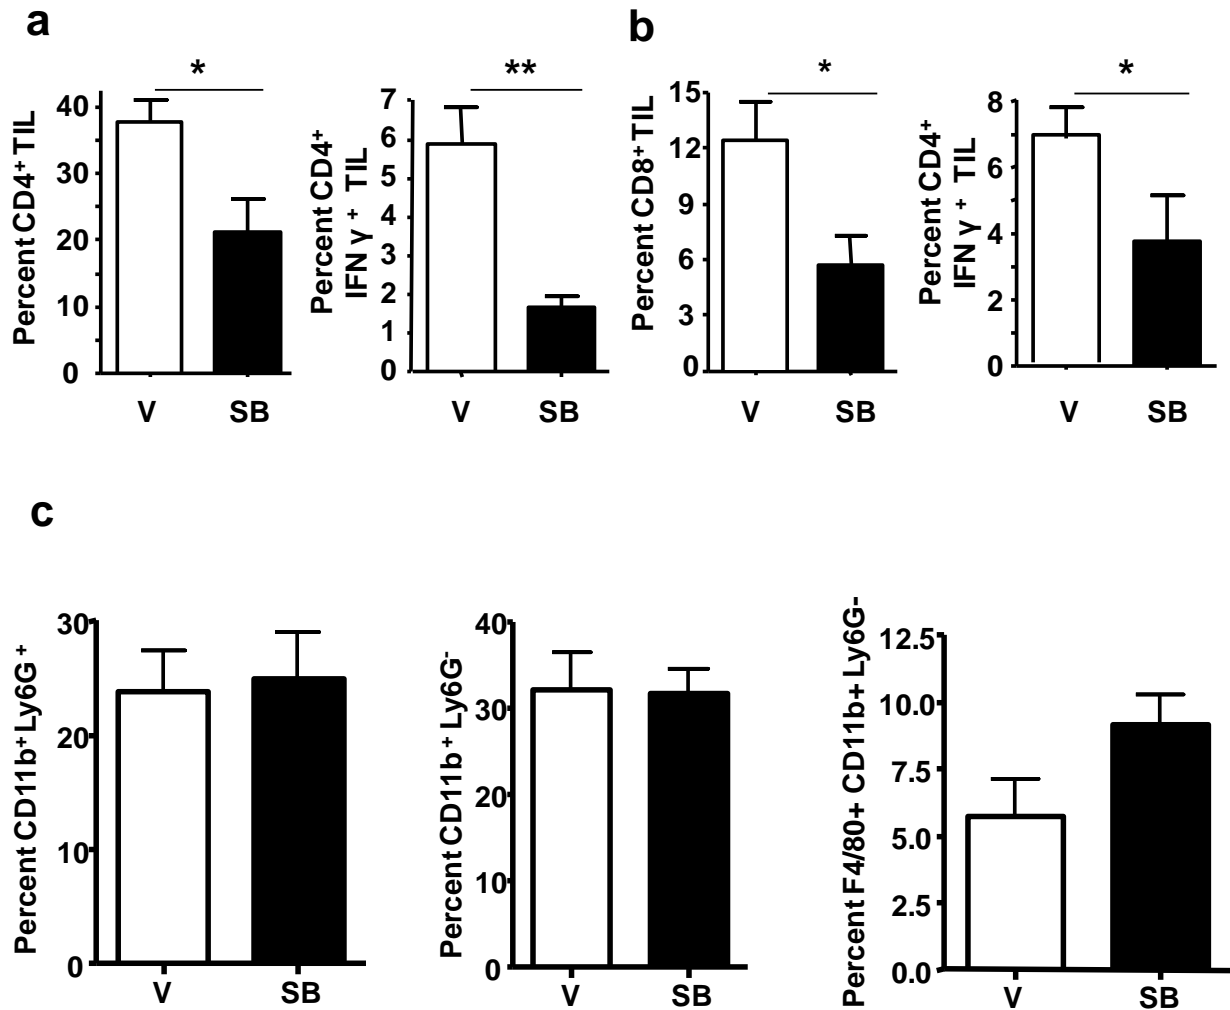 a
b
*
Percent CD4⁺ TIL
40
30
20
10
0
V
SB
**
Percent CD4⁺
IFN γ ⁺ TIL
7
6
5
4
3
2
1
0
V
SB
*
Percent CD8⁺ TIL
15
12
9
6
3
0
V
SB
*
Percent CD4⁺
IFN γ ⁺ TIL
8
6
4
2
0
V
SB
c
Percent CD11b⁺ Ly6G⁺
30
20
10
0
V
SB
Percent CD11b⁺ Ly6G⁻
40
30
20
10
0
V
SB
Percent F4/80+ CD11b+ Ly6G-
12.5
10.0
7.5
5.0
2.5
0.0
V
SB